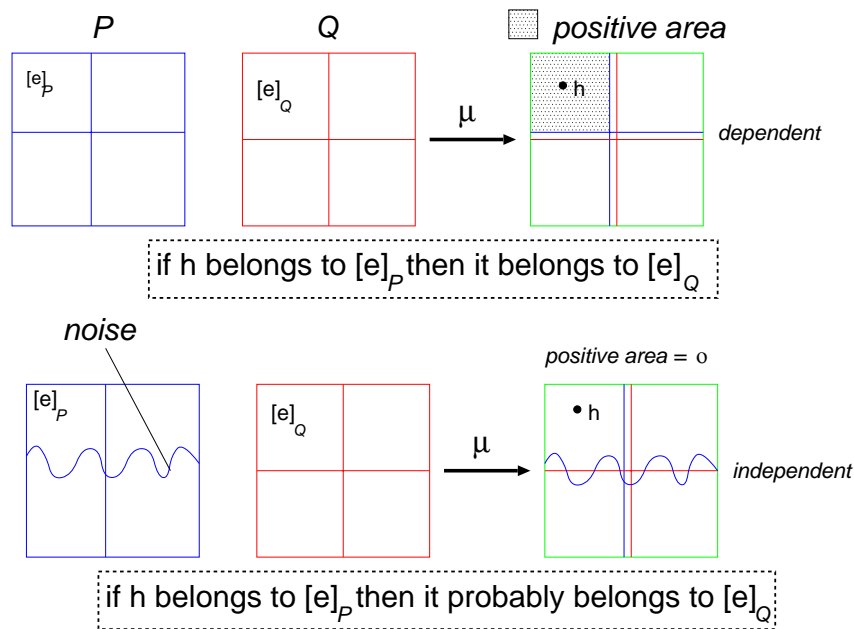 P Q positive area
[e]P [e]Q μ h dependent
if h belongs to [e]P then it belongs to [e]Q
noise
positive area = o
[e]P [e]Q μ h independent
if h belongs to [e]P then it probably belongs to [e]Q